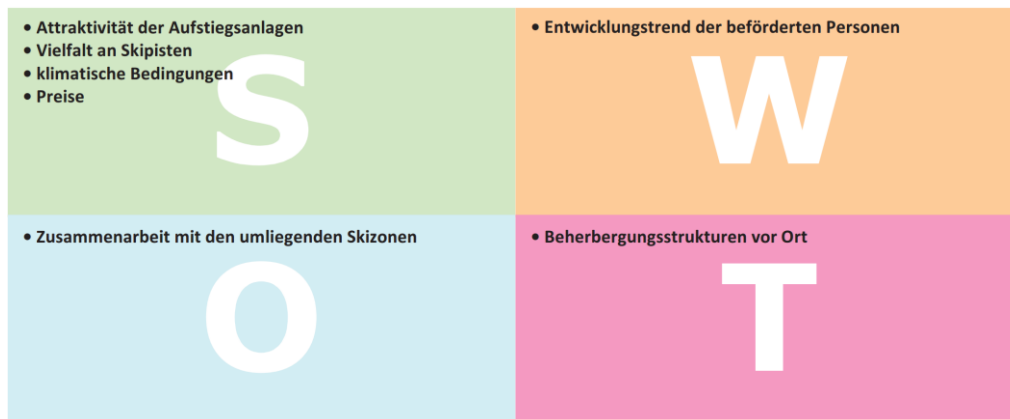 • Attraktivität der Aufstiegsanlagen
• Vielfalt an Skipisten
• klimatische Bedingungen
• Preise
S
• Entwicklungstrend der beförderten Personen
W
• Zusammenarbeit mit den umliegenden Skizonen
O
• Beherbergungsstrukturen vor Ort
T